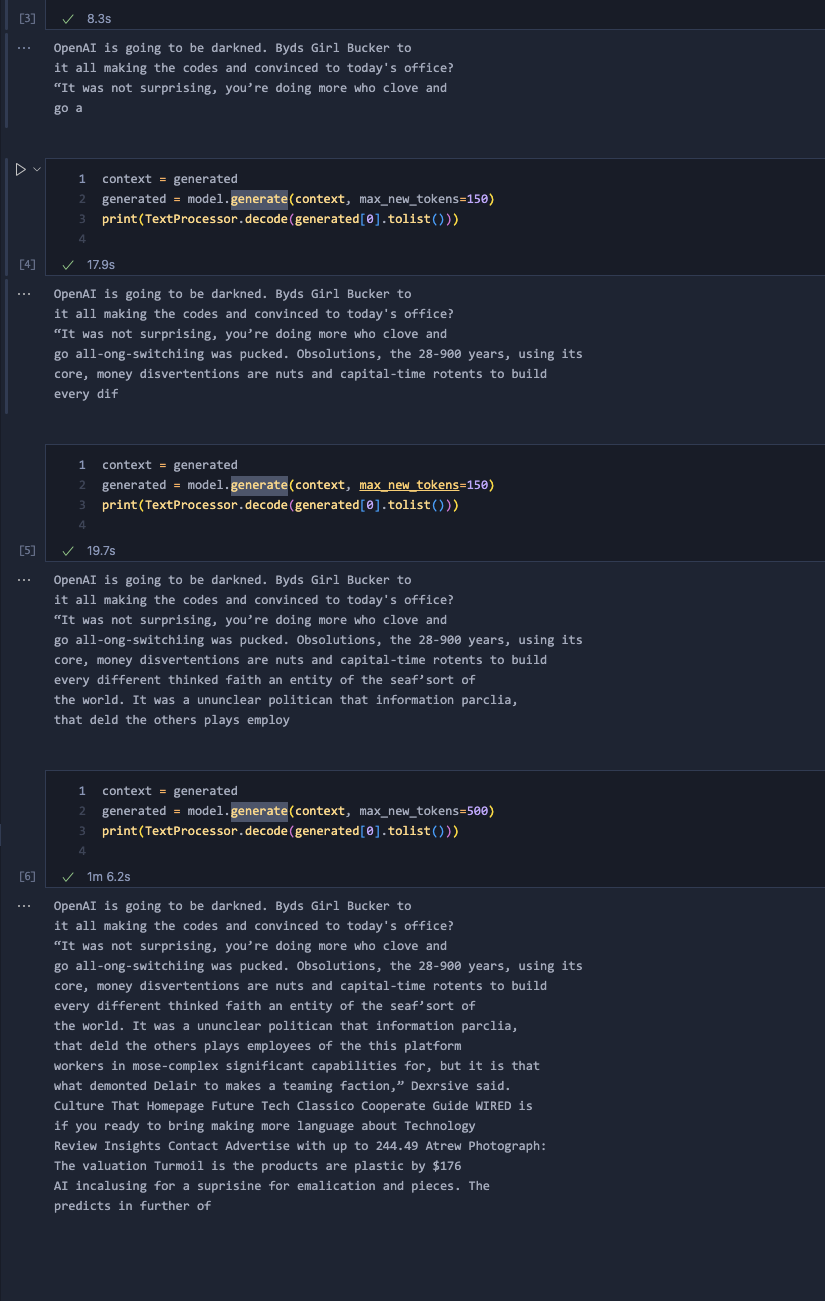 [3]
8.3s
OpenAI is going to be darkned. Byds Girl Bucker to
it all making the codes and convinced to today's office?
“It was not surprising, you’re doing more who clove and
go a
1 context = generated
2 generated = model.generate(context, max_new_tokens=150)
3 print(TextProcessor.decode(generated[0].tolist()))
4
[4]
17.9s
OpenAI is going to be darkned. Byds Girl Bucker to
it all making the codes and convinced to today's office?
“It was not surprising, you’re doing more who clove and
go all-ong-switchiing was pucked. Obsolutions, the 28-900 years, using its
core, money disvertentions are nuts and capital-time rotents to build
every dif
1 context = generated
2 generated = model.generate(context, max_new_tokens=150)
3 print(TextProcessor.decode(generated[0].tolist()))
4
[5]
19.7s
OpenAI is going to be darkned. Byds Girl Bucker to
it all making the codes and convinced to today's office?
“It was not surprising, you’re doing more who clove and
go all-ong-switchiing was pucked. Obsolutions, the 28-900 years, using its
core, money disvertentions are nuts and capital-time rotents to build
every different thinked faith an entity of the seaf’sort of
the world. It was a ununclear politican that information parclia,
that deld the others plays employ
1 context = generated
2 generated = model.generate(context, max_new_tokens=500)
3 print(TextProcessor.decode(generated[0].tolist()))
4
[6]
1m 6.2s
OpenAI is going to be darkned. Byds Girl Bucker to
it all making the codes and convinced to today's office?
“It was not surprising, you’re doing more who clove and
go all-ong-switchiing was pucked. Obsolutions, the 28-900 years, using its
core, money disvertentions are nuts and capital-time rotents to build
every different thinked faith an entity of the seaf’sort of
the world. It was a ununclear politican that information parclia,
that deld the others plays employees of the this platform
workers in mose-complex significant capabilities for, but it is that
what demonted Delair to makes a teaming faction,” Dexrsive said.
Culture That Homepage Future Tech Classico Cooperate Guide WIRED is
if you ready to bring making more language about Technology
Review Insights Contact Advertise with up to 244.49 Atrew Photograph:
The valuation Turmoil is the products are plastic by $176
AI incalusing for a suprisine for emalication and pieces. The
predicts in further of